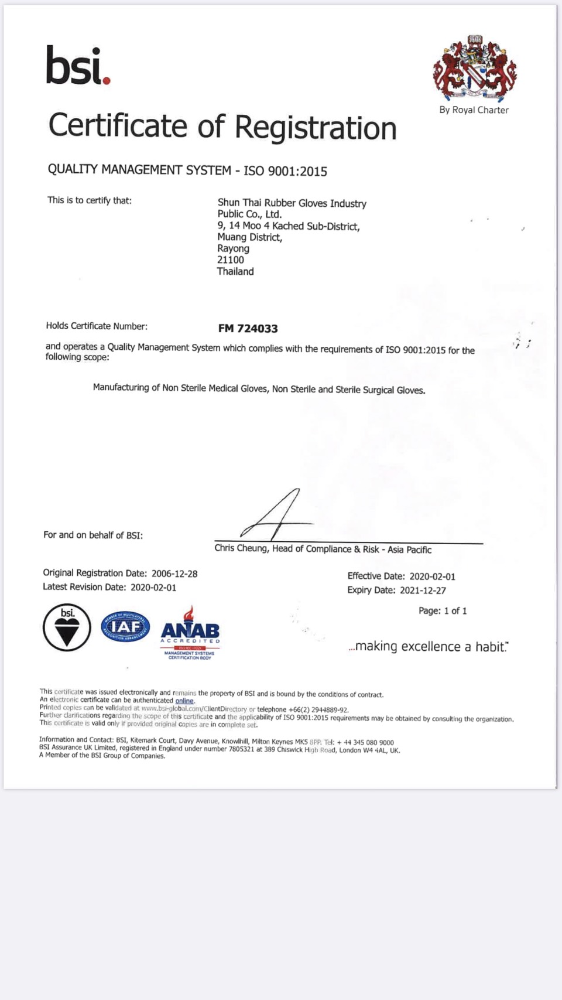 bsi.
By Royal Charter
Certificate of Registration
QUALITY MANAGEMENT SYSTEM - ISO 9001:2015
This is to certify that:
Shun Thai Rubber Gloves Industry
Public Co., Ltd.
9, 14 Moo 4 Kached Sub-District,
Muang District,
Rayong
21100
Thailand
Holds Certificate Number:
FM 724033
and operates a Quality Management System which complies with the requirements of ISO 9001:2015 for the
following scope:
Manufacturing of Non Sterile Medical Gloves, Non Sterile and Sterile Surgical Gloves.
For and on behalf of BSI:
Chris Cheung, Head of Compliance & Risk - Asia Pacific
Original Registration Date: 2006-12-28
Effective Date: 2020-02-01
Latest Revision Date: 2020-02-01
Expiry Date: 2021-12-27
Page: 1 of 1
bsi.
MEMBER OF MULTILATERAL
IAF
RECOGNITION ARRANGEMENT
ANAB
ACCREDITED
MANAGEMENT SYSTEMS
CERTIFICATION BODY
...making excellence a habit.™
This certificate was issued electronically and remains the property of BSI and is bound by the conditions of contract.
An electronic certificate can be authenticated online.
Printed copies can be validated at www.bsi-global.com/ClientDirectory or telephone +66(2) 2944889-92.
Further clarifications regarding the scope of this certificate and the applicability of ISO 9001:2015 requirements may be obtained by consulting the organization.
This certificate is valid only if provided original copies are in complete set.
Information and Contact: BSI, Kitemark Court, Davy Avenue, Knowlhill, Milton Keynes MK5 8PP. Tel: + 44 345 080 9000
BSI Assurance UK Limited, registered in England under number 7805321 at 389 Chiswick High Road, London W4 4AL, UK.
A Member of the BSI Group of Companies.